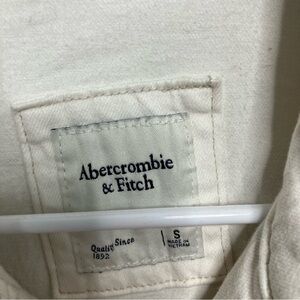 Abercrombie
& Fitch
Quality Since
1892
S
MADE IN
VIETNAM